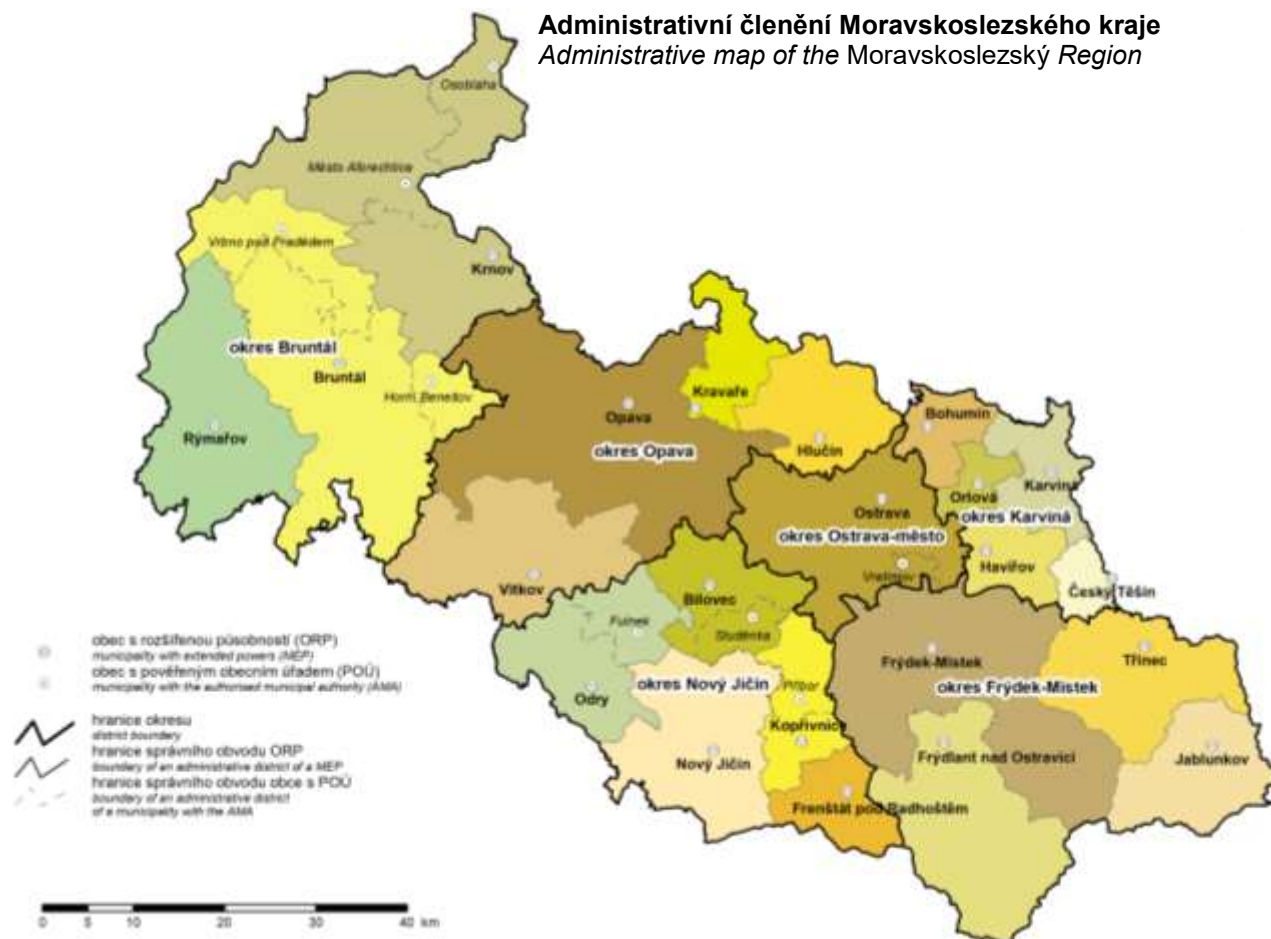 Administrativní členění Moravskoslezského kraje
Administrative map of the Moravskoslezský Region
Osoblaha
Město Albrechtice
Vrbno pod Pradědem
Krnov
okres Bruntál
Bruntál
Horní Benešov
Rýmařov
Kravaře
Opava
okres Opava
Hlučín
Bohumín
Karviná
Orlová
okres Karviná
Ostrava
okres Ostrava-město
Havířov
Vratimov
Český Těšín
Vítkov
Bílovec
Fulnek
Studénka
Odry
okres Nový Jičín
Příbor
Kopřivnice
Nový Jičín
Frenštát pod Radhoštěm
Frýdek-Místek
okres Frýdek-Místek
Třinec
Frýdlant nad Ostravicí
Jablunkov
obec s rozšířenou působností (ORP)
municipality with extended powers (MEP)
obec s pověřeným obecním úřadem (POÚ)
municipality with the authorised municipal authority (AMA)
hranice okresu
district boundary
hranice správního obvodu ORP
boundary of an administrative district of a MEP
hranice správního obvodu obce s POÚ
boundary of an administrative district
of a municipality with the AMA
0 5 10 20 30 40 km